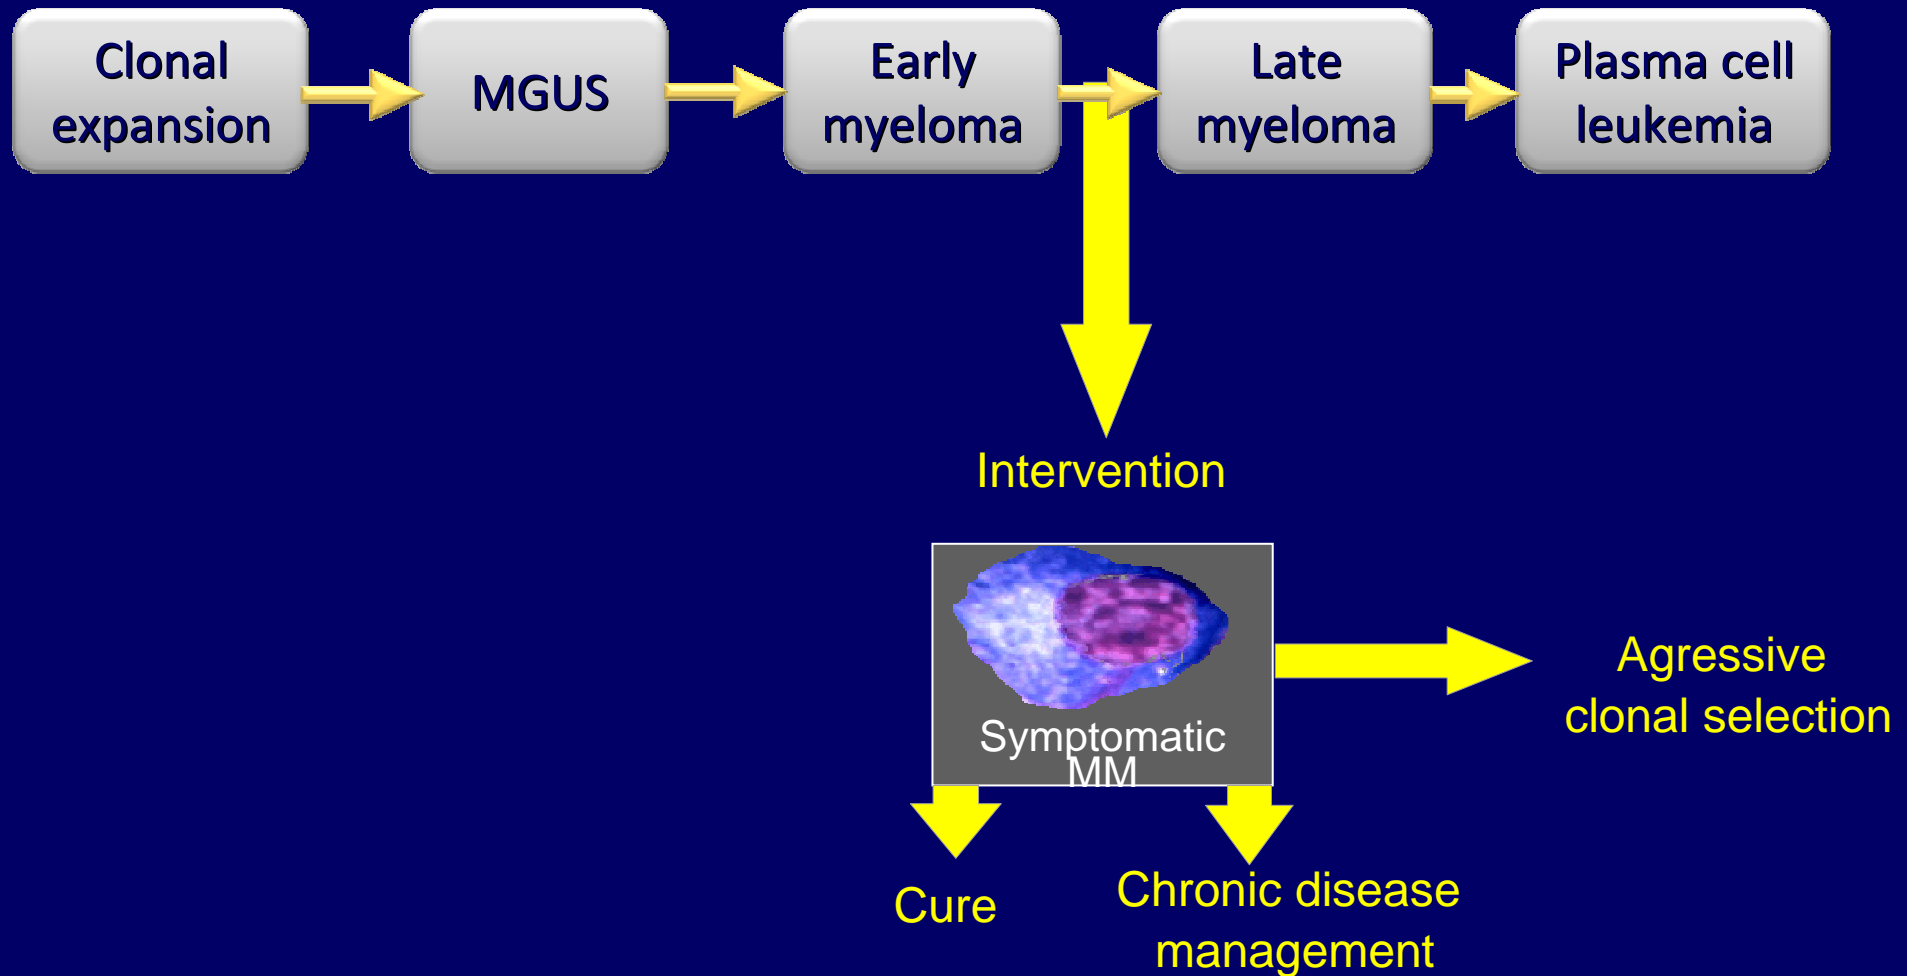 Clonal
expansion
MGUS
Early
myeloma
Late
myeloma
Plasma cell
leukemia
Intervention
Symptomatic
MM
Agressive
clonal selection
Cure
Chronic disease
management